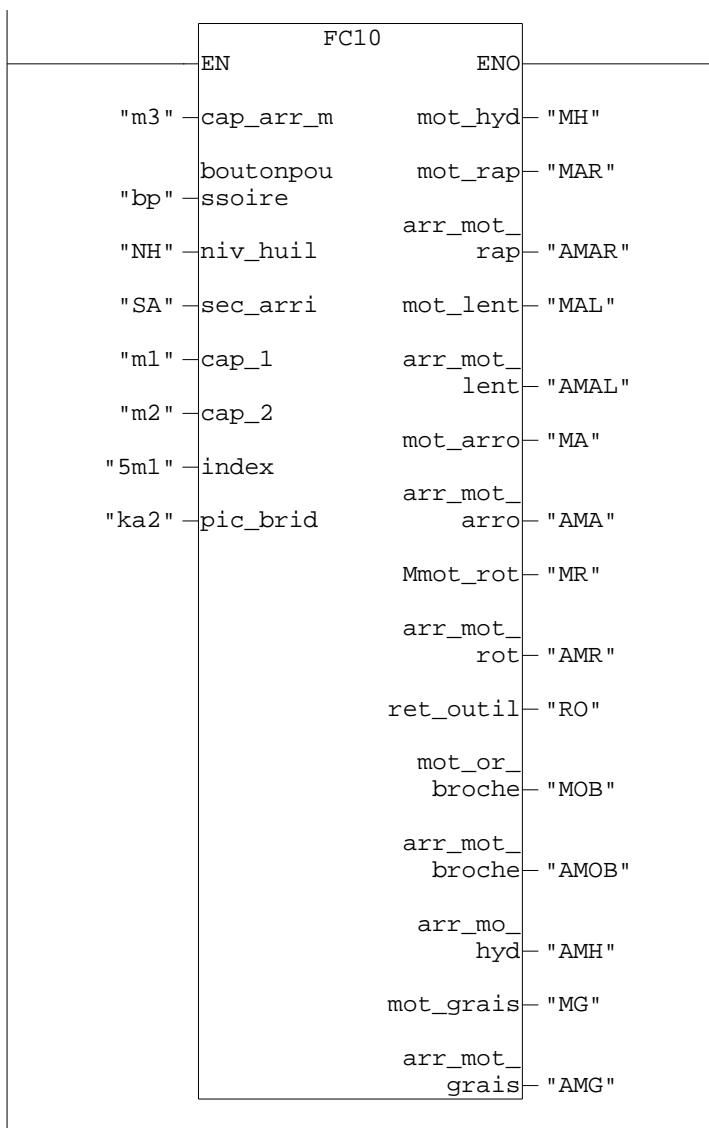 FC10
EN ENO
"m3" cap_arr_m mot_hyd "MH"
boutonpou mot_rap "MAR"
"bp" ssoire
arr_mot_
"NH" niv_huil rap "AMAR"
"SA" sec_arri mot_lent "MAL"
"m1" cap_1 arr_mot_
lent "AMAL"
"m2" cap_2
mot_arro "MA"
"5m1" index
arr_mot_
"ka2" pic_brid arro "AMA"
Mmot_rot "MR"
arr_mot_
rot "AMR"
ret_outil "RO"
mot_or_
broche "MOB"
arr_mot_
broche "AMOB"
arr_mo_
hyd "AMH"
mot_grais "MG"
arr_mot_
grais "AMG"